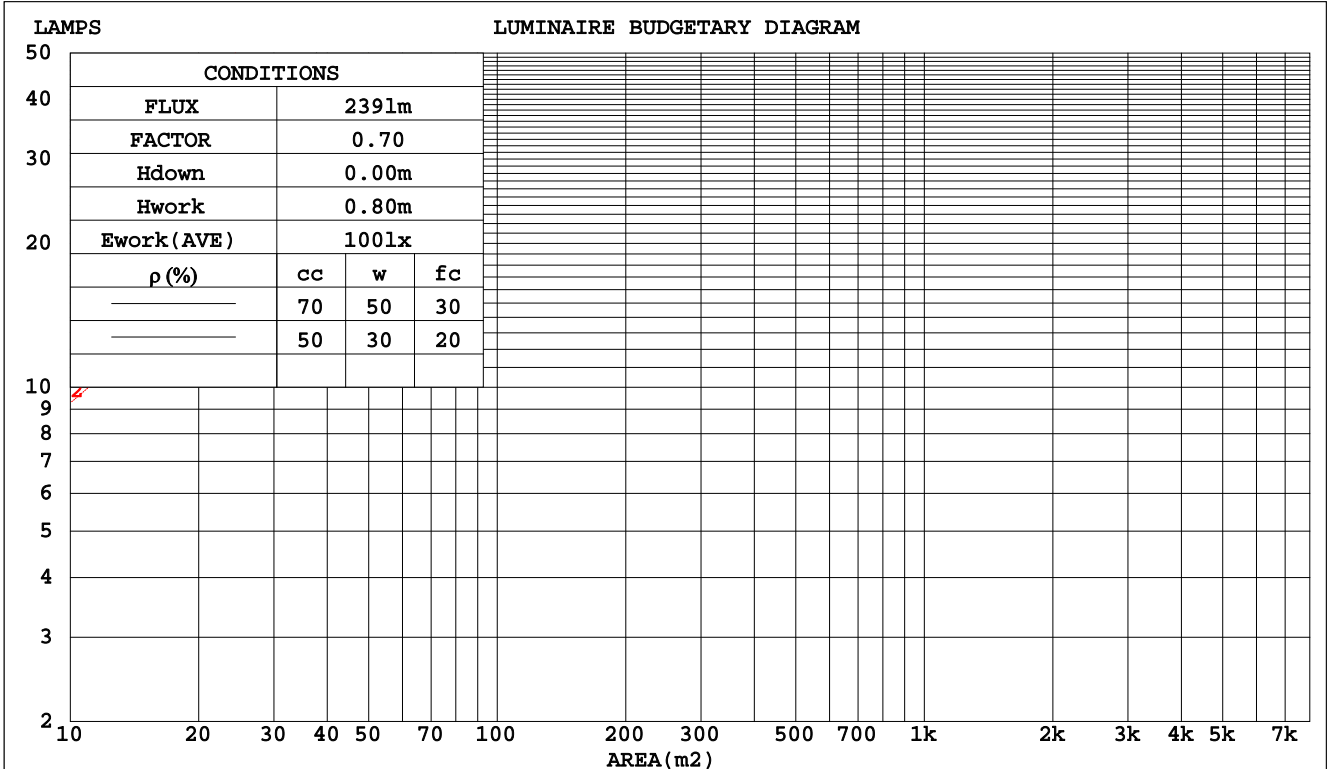 LAMPS LUMINAIRE BUDGETARY DIAGRAM
50
CONDITIONS
40
FLUX 239lm
FACTOR 0.70
30
Hdown 0.00m
Hwork 0.80m
20
Ework(AVE) 100lx
ρ (%) cc w fc
70 50 30
50 30 20
10
9
8
7
6
5
4
3
2
10 20 30 40 50 70 100 200 300 500 700 1k 2k 3k 4k 5k 7k
AREA(m2)